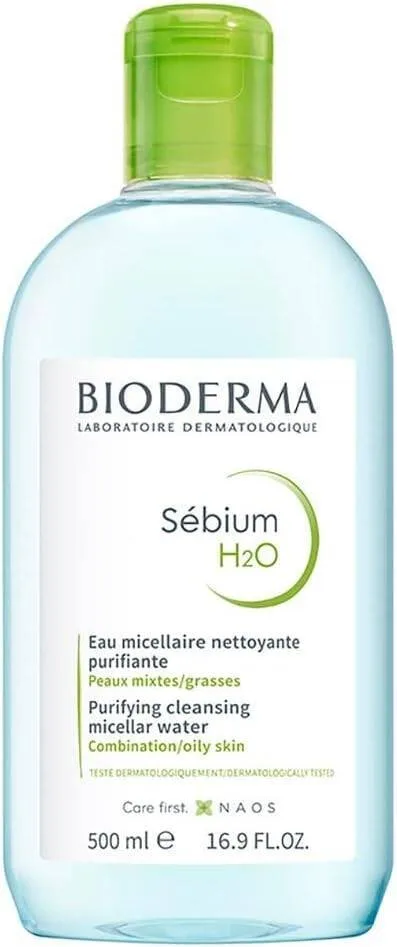 BIODERMA
LABORATOIRE DERMATOLOGIQUE
Sébium
H2O
Eau micellaire nettoyante
purifiante
Peaux mixtes/grasses
Purifying cleansing
micellar water
Combination/oily skin
TESTÉ DERMATOLOGIQUEMENT/DERMATOLOGICALLY TESTED
Care first. NAOS
500 ml ℮ 16.9 FL.OZ.